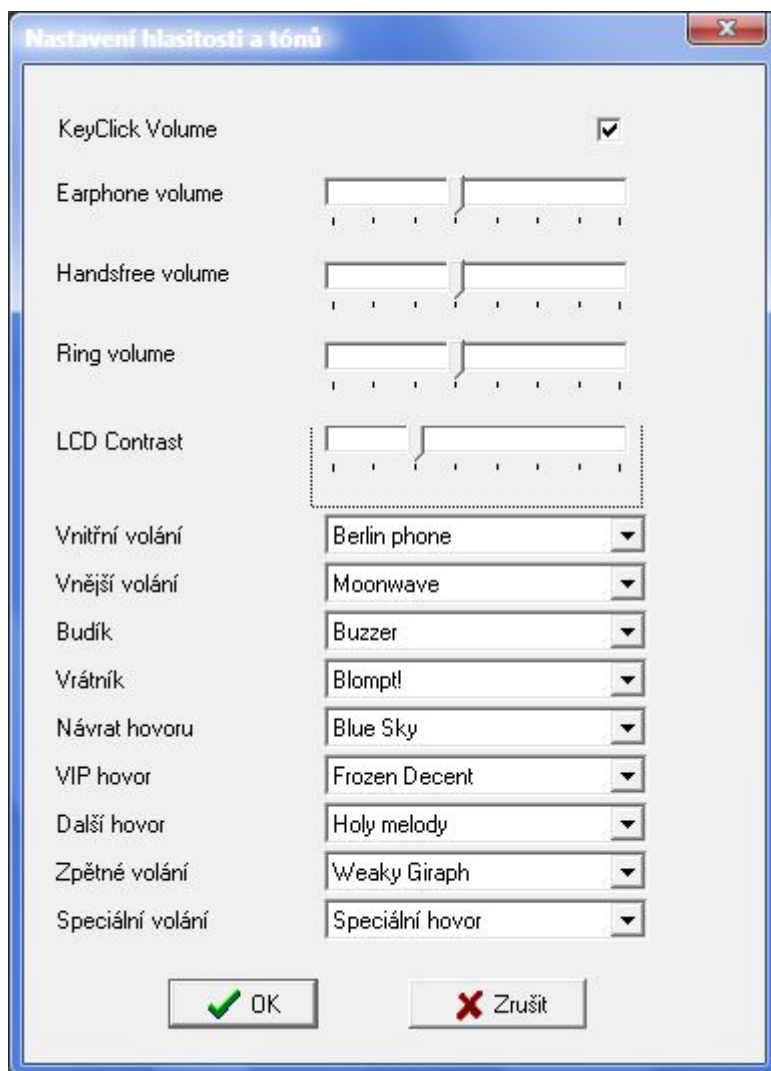 Nastavení hlasitosti a tónů
KeyClick Volume
Earphone volume
Handsfree volume
Ring volume
LCD Contrast
Vnitřní volání Berlin phone
Vnější volání Moonwave
Budík Buzzer
Vrátník Blompt!
Návrat hovoru Blue Sky
VIP hovor Frozen Decent
Další hovor Holy melody
Zpětné volání Weaky Giraph
Speciální volání Speciální hovor
OK Zrušit